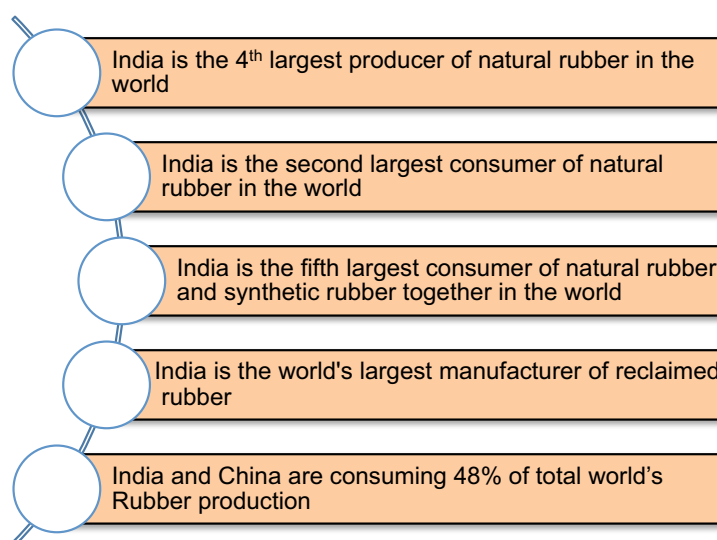 India is the 4th largest producer of natural rubber in the
world
India is the second largest consumer of natural
rubber in the world
India is the fifth largest consumer of natural rubber
and synthetic rubber together in the world
India is the world's largest manufacturer of reclaimed
rubber
India and China are consuming 48% of total world’s
Rubber production